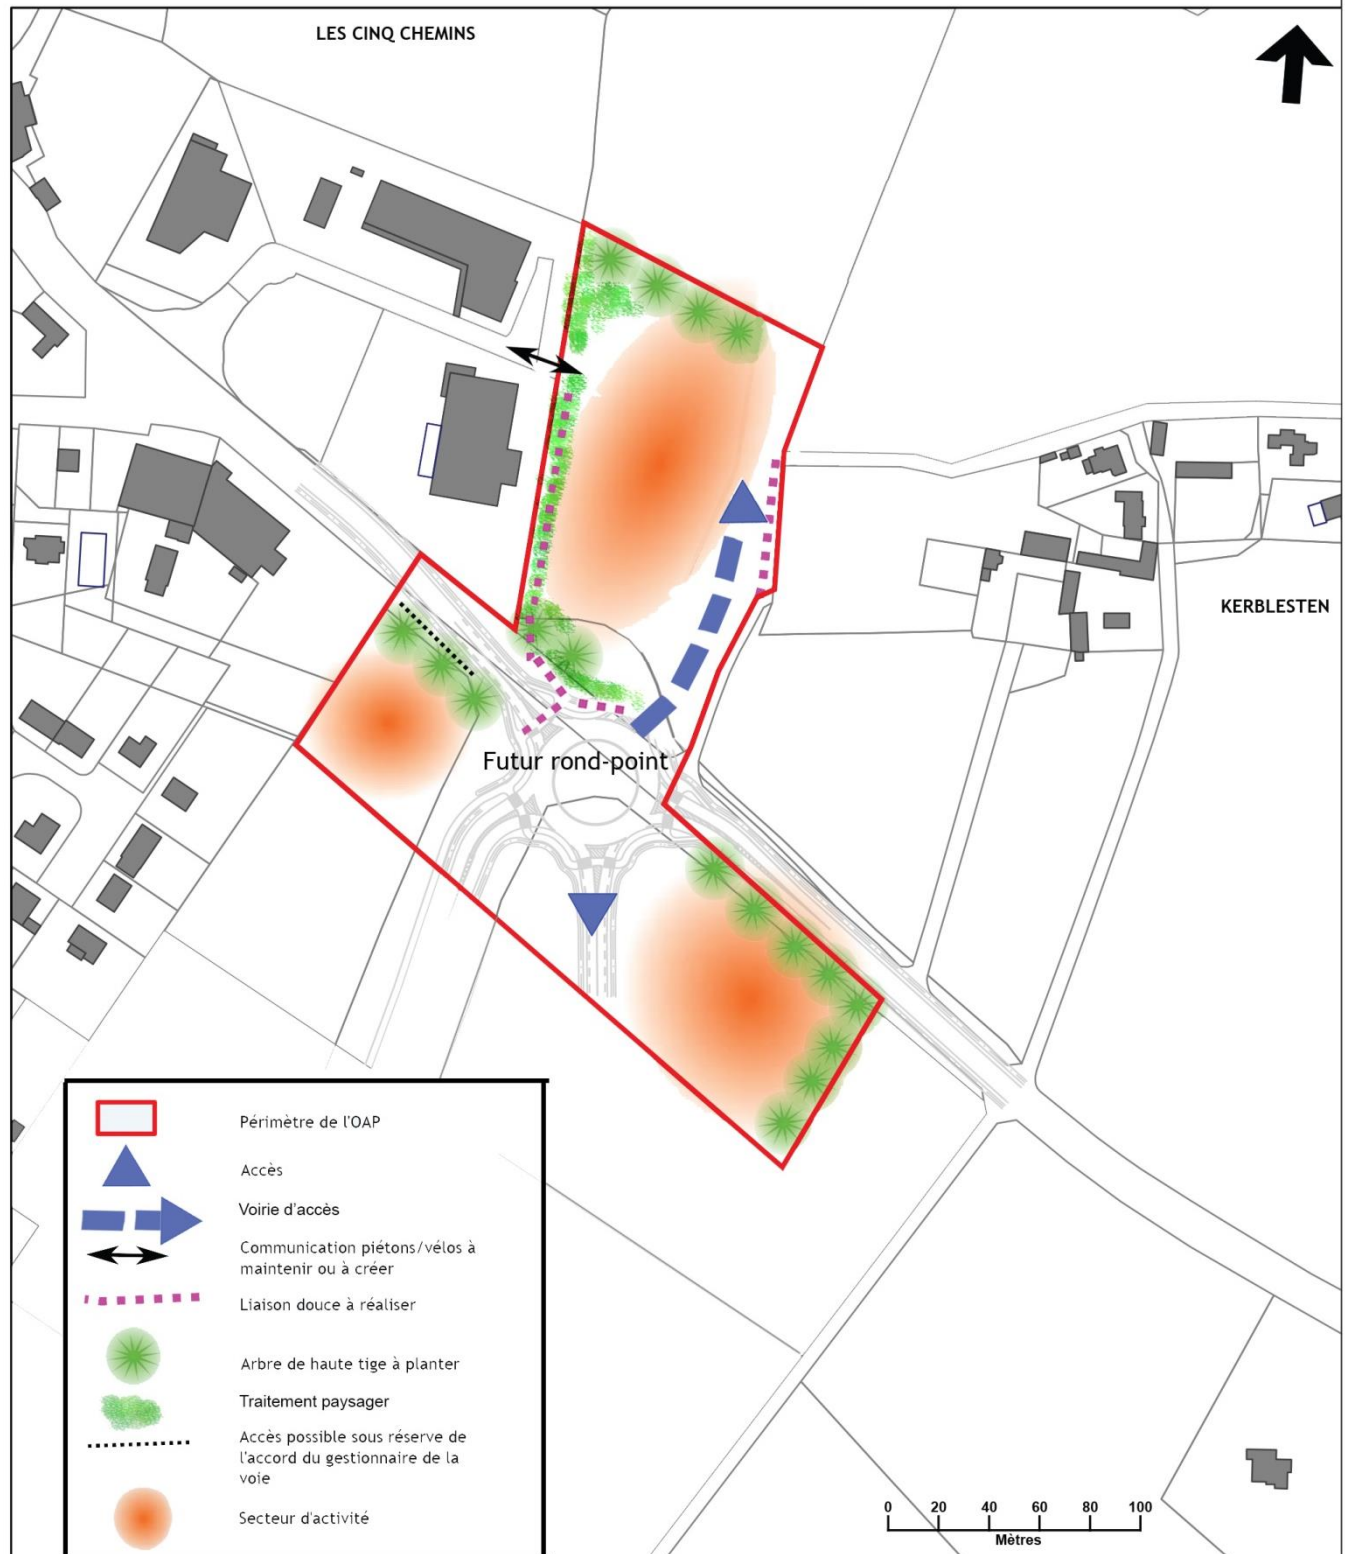 LES CINQ CHEMINS
KERBLESTEN
Futur rond-point
Périmètre de l'OAP
Accès
Voirie d'accès
Communication piétons/vélos à
maintenir ou à créer
Liaison douce à réaliser
Arbre de haute tige à planter
Traitement paysager
Accès possible sous réserve de
l'accord du gestionnaire de la
voie
Secteur d'activité
0 20 40 60 80 100
Mètres